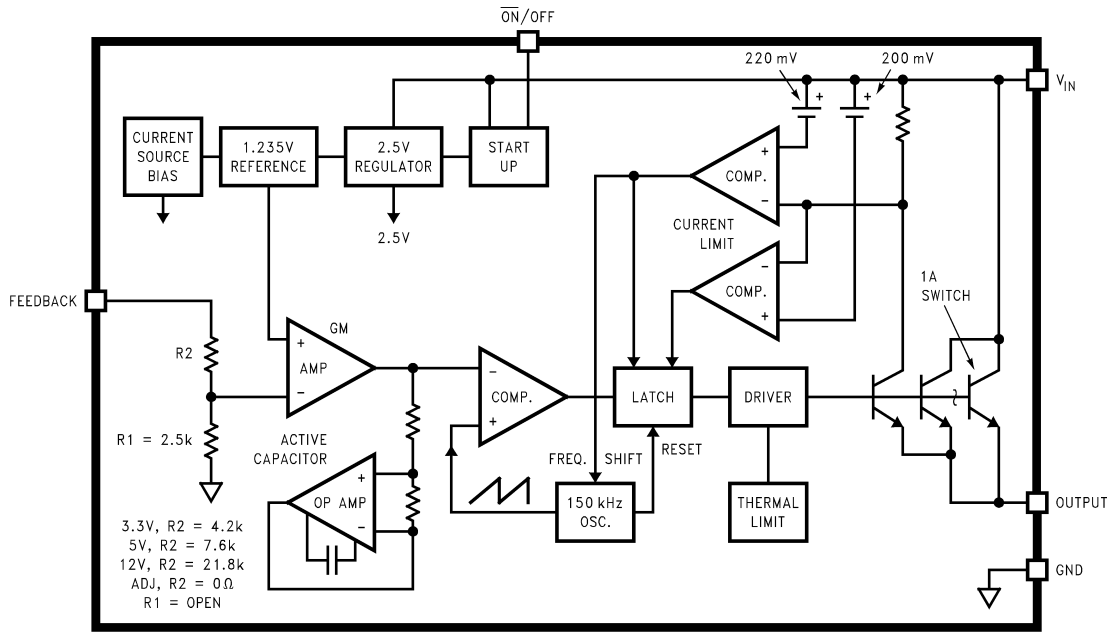 ON/OFF
220 mV
200 mV
+
+
VIN
CURRENT
SOURCE
BIAS
1.235V
REFERENCE
2.5V
REGULATOR
START
UP
2.5V
+
COMP.
−
CURRENT
LIMIT
−
COMP.
+
1A
SWITCH
FEEDBACK
R2
R1 = 2.5k
GM
+
AMP
−
−
COMP.
+
LATCH
DRIVER
ACTIVE
CAPACITOR
+
OP AMP
−
FREQ. SHIFT
RESET
150 kHz
OSC.
THERMAL
LIMIT
OUTPUT
GND
3.3V, R2 = 4.2k
5V, R2 = 7.6k
12V, R2 = 21.8k
ADJ, R2 = 0Ω
R1 = OPEN